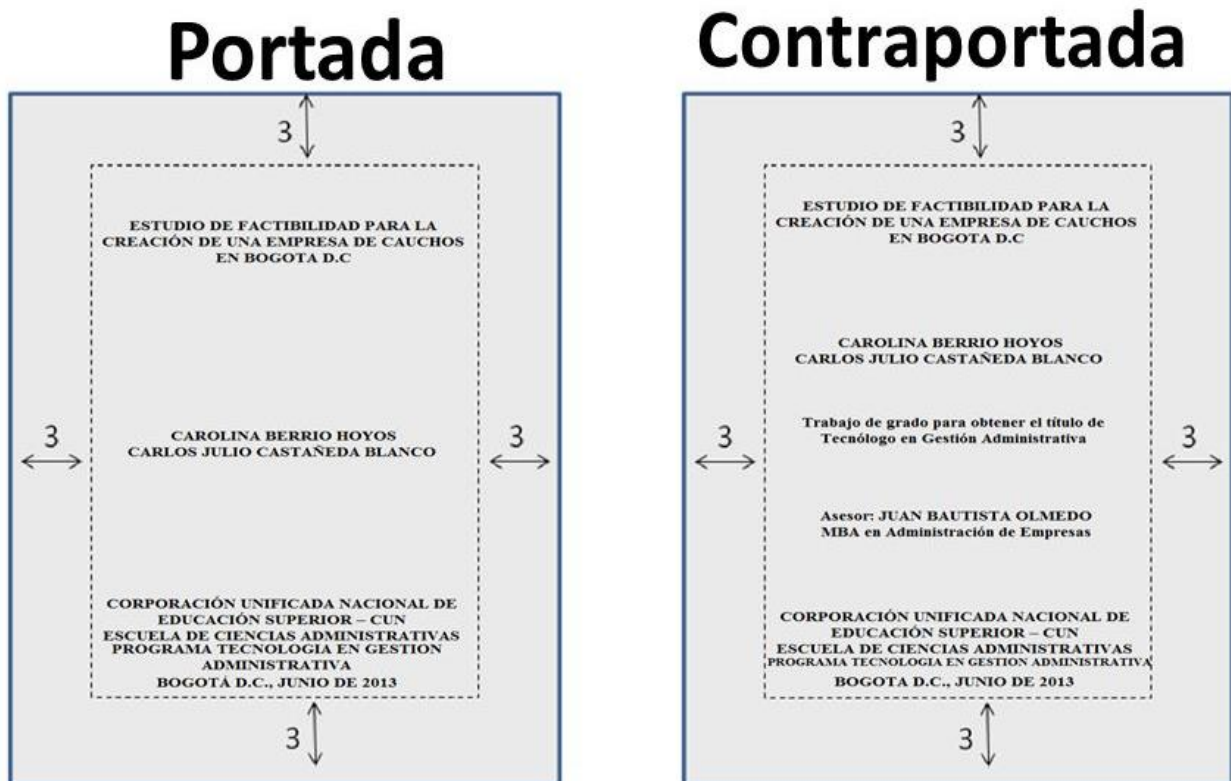 Portada
3
ESTUDIO DE FACTIBILIDAD PARA LA
CREACIÓN DE UNA EMPRESA DE CAUCHOS
EN BOGOTA D.C
3
3
CAROLINA BERRIO HOYOS
CARLOS JULIO CASTAÑEDA BLANCO
CORPORACIÓN UNIFICADA NACIONAL DE
EDUCACIÓN SUPERIOR – CUN
ESCUELA DE CIENCIAS ADMINISTRATIVAS
PROGRAMA TECNOLOGIA EN GESTION
ADMINISTRATIVA
BOGOTÁ D.C., JUNIO DE 2013
3
Contraportada
3
ESTUDIO DE FACTIBILIDAD PARA LA
CREACIÓN DE UNA EMPRESA DE CAUCHOS
EN BOGOTA D.C
CAROLINA BERRIO HOYOS
CARLOS JULIO CASTAÑEDA BLANCO
Trabajo de grado para obtener el título de
Tecnólogo en Gestión Administrativa
3
3
Asesor: JUAN BAUTISTA OLMEDO
MBA en Administración de Empresas
CORPORACIÓN UNIFICADA NACIONAL DE
EDUCACIÓN SUPERIOR – CUN
ESCUELA DE CIENCIAS ADMINISTRATIVAS
PROGRAMA TECNOLOGIA EN GESTION ADMINISTRATIVA
BOGOTA D.C., JUNIO DE 2013
3